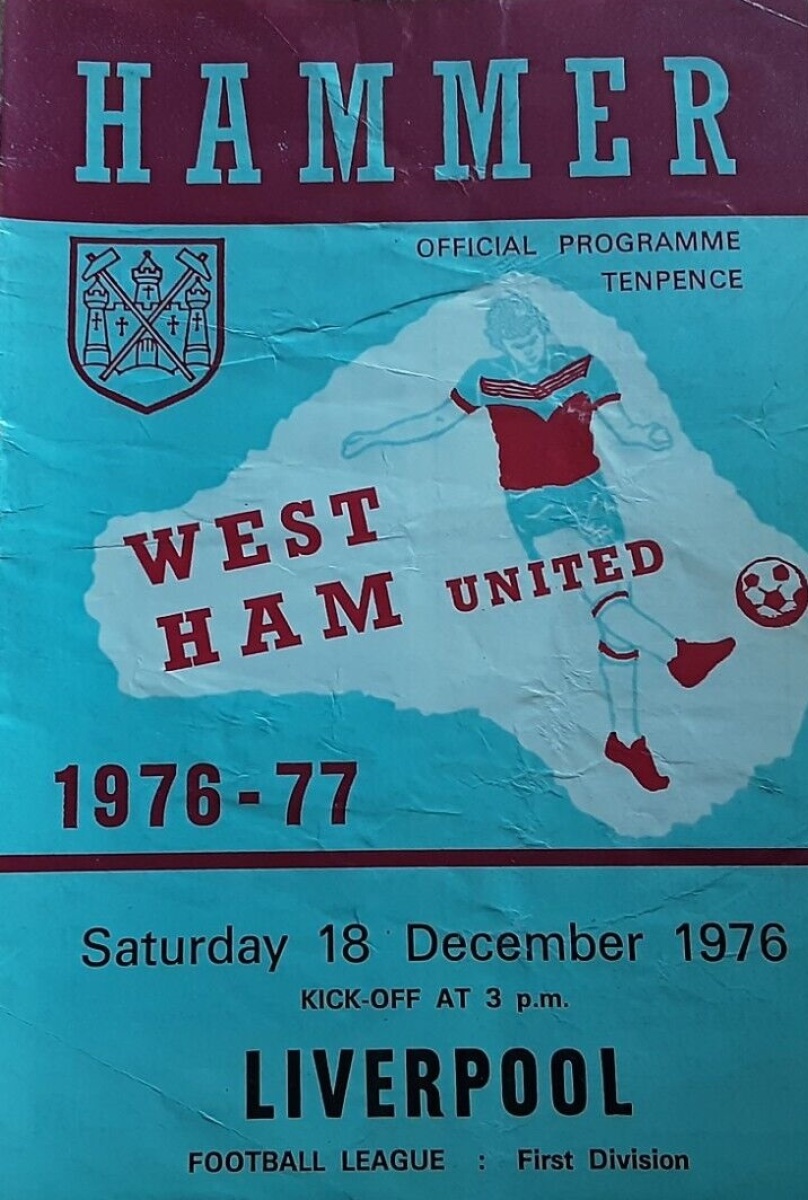 HAMMER
OFFICIAL PROGRAMME
TENPENCE
WEST
HAM UNITED
1976-77
Saturday 18 December 1976
KICK-OFF AT 3 p.m.
LIVERPOOL
FOOTBALL LEAGUE : First Division